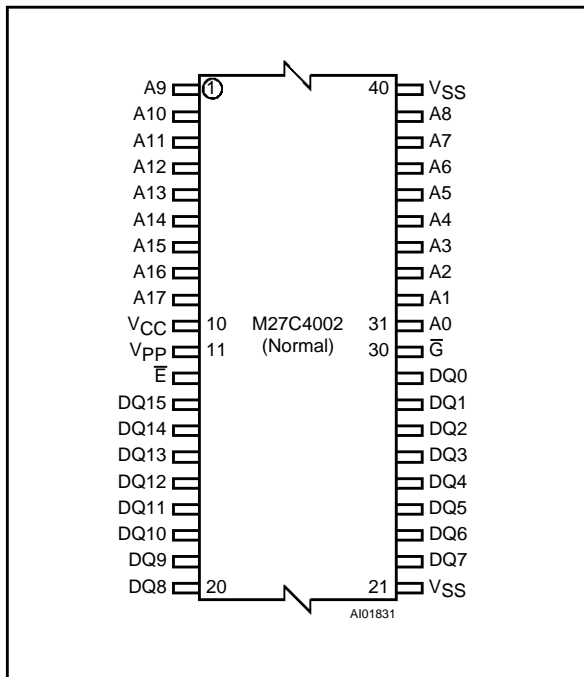 A9 1 40 VSS
A10 A8
A11 A7
A12 A6
A13 A5
A14 A4
A15 A3
A16 A2
A17 A1
VCC 10 M27C4002 31 A0
VPP 11 (Normal) 30 G̅
E̅ DQ0
DQ15 DQ1
DQ14 DQ2
DQ13 DQ3
DQ12 DQ4
DQ11 DQ5
DQ10 DQ6
DQ9 DQ7
DQ8 20 21 VSS
AI01831